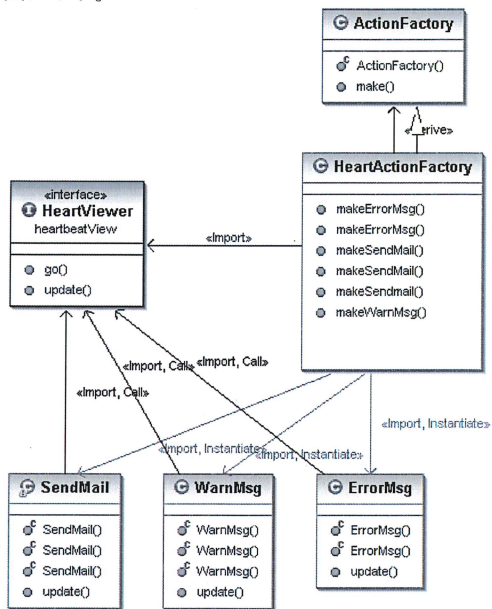 ActionFactory
ActionFactory()
make()
HeartActionFactory
makeErrorMsg()
makeErrorMsg()
makeSendMail()
makeSendMail()
makeSendmail()
makeWarnMsg()
«interface»
HeartViewer
heartbeatView
go()
update()
«Import»
«Import, Call»
«Import, Call»
«Import, Call»
«Import, Instantiate»
«Import, Instantiate»
«Import, Instantiate»
SendMail
SendMail()
SendMail()
SendMail()
update()
WarnMsg
WarnMsg()
WarnMsg()
WarnMsg()
update()
ErrorMsg
ErrorMsg()
ErrorMsg()
update()